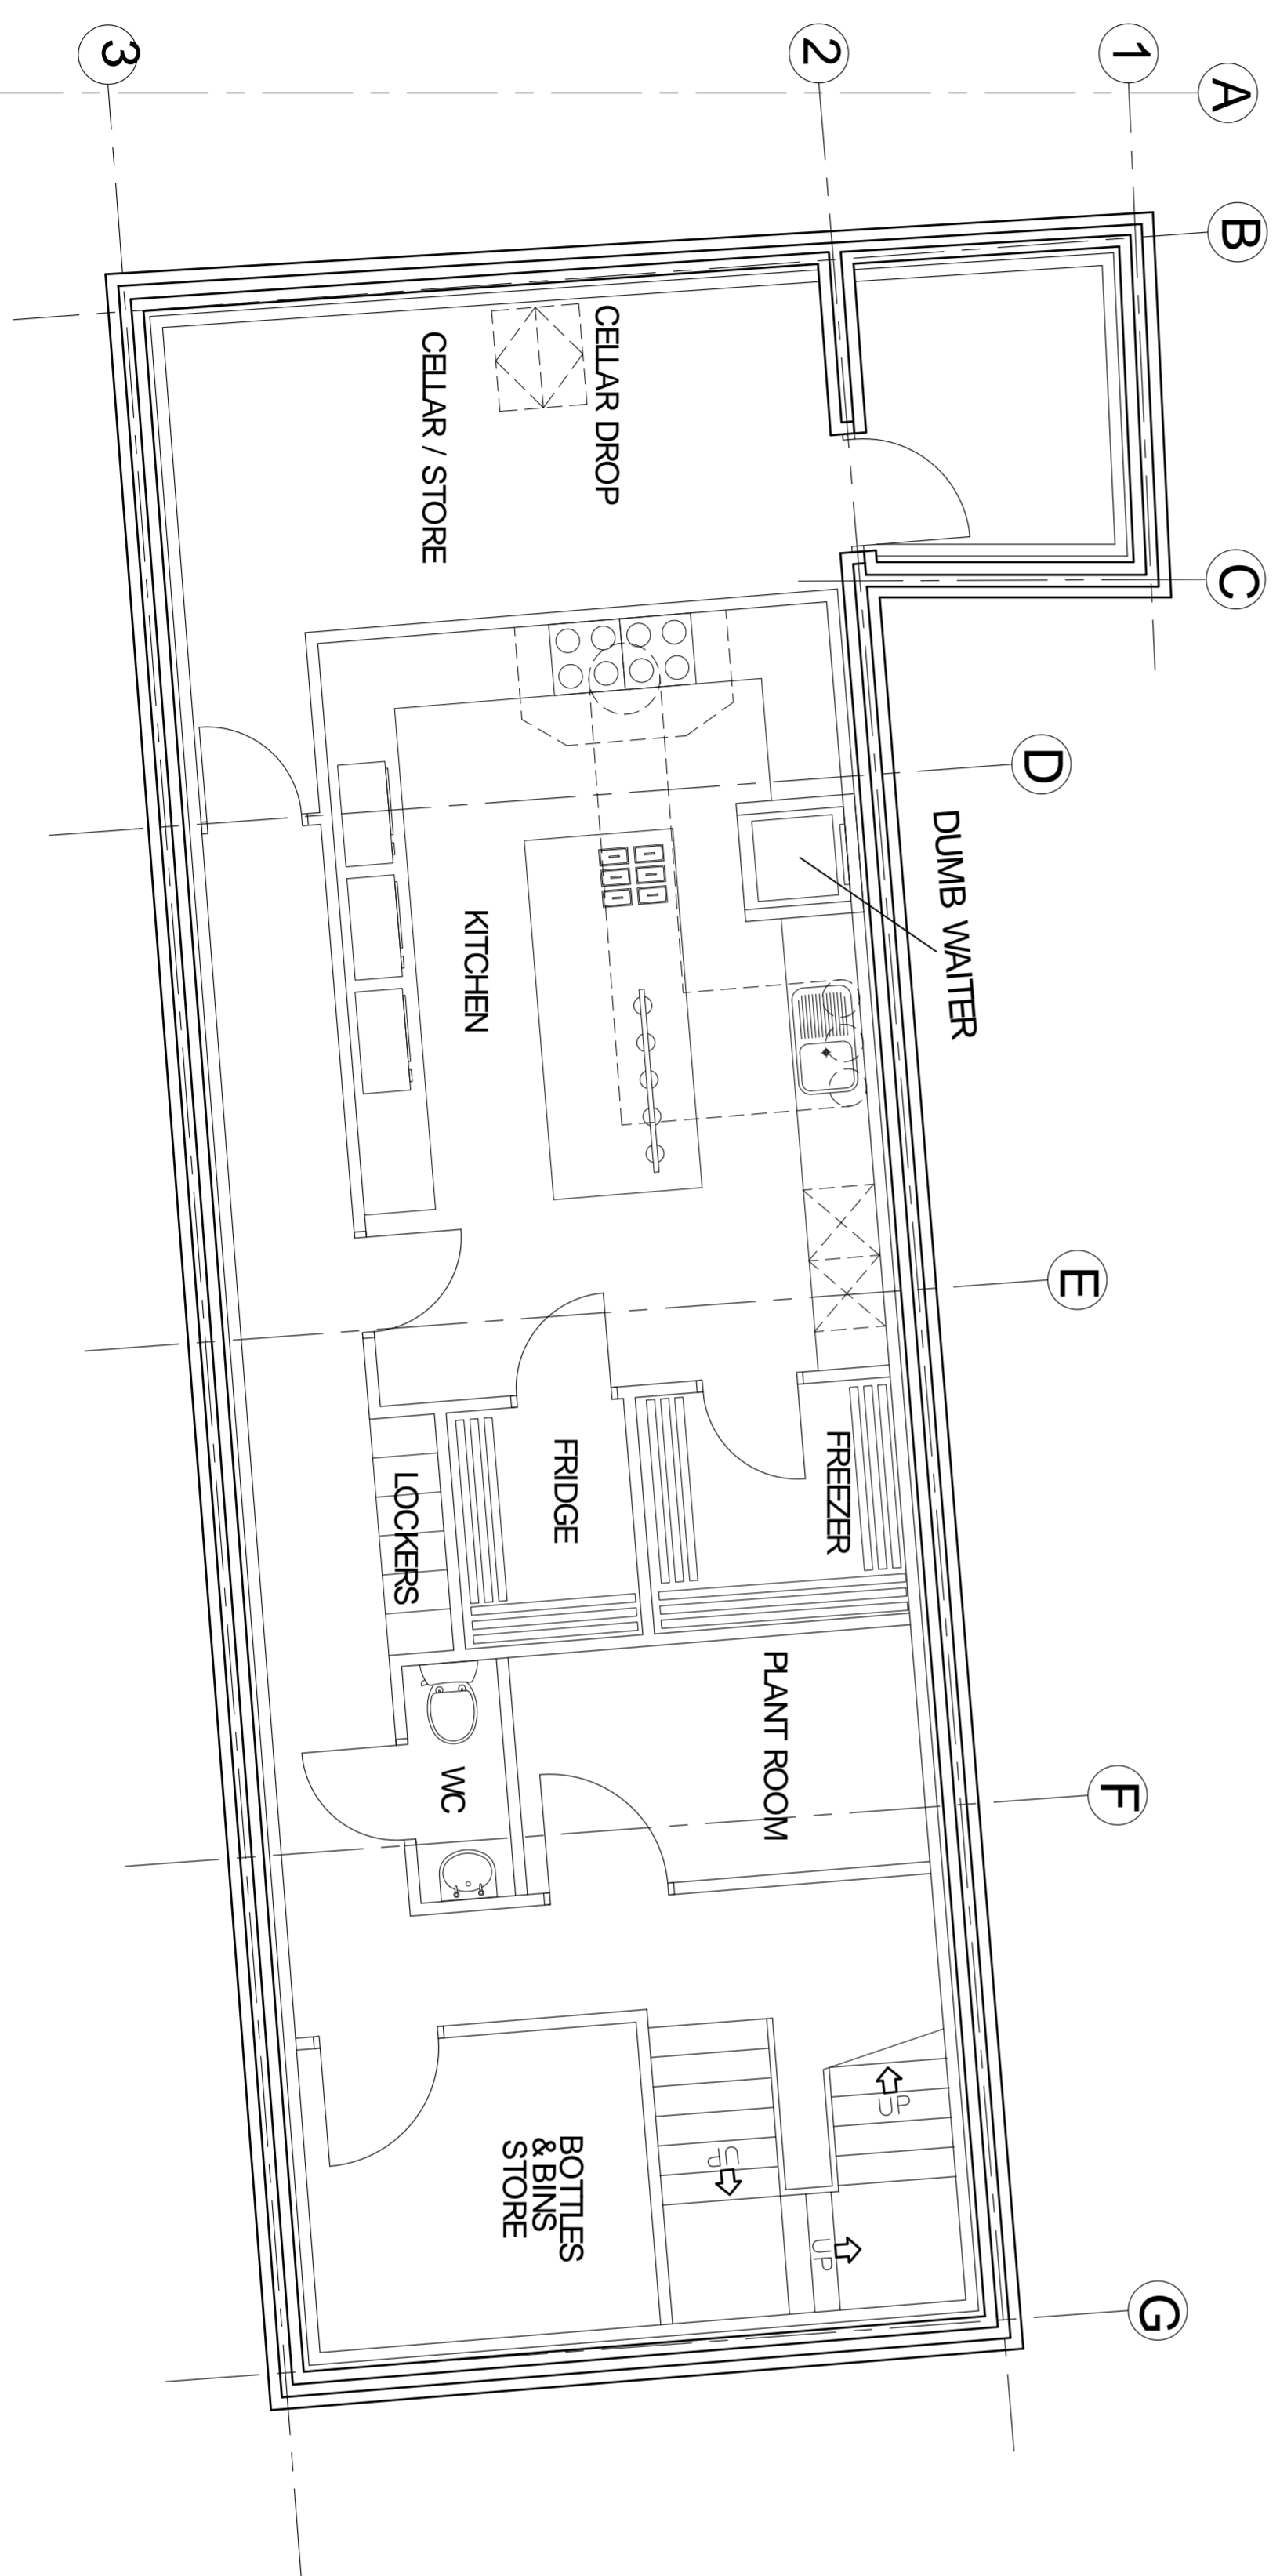 A
B
C
D
E
F
G
1
2
3
CELLAR DROP
CELLAR / STORE
DUMB WAITER
KITCHEN
FREEZER
FRIDGE
LOCKERS
PLANT ROOM
WC
UP
UP
UP
BOTTLES
& BINS
STORE